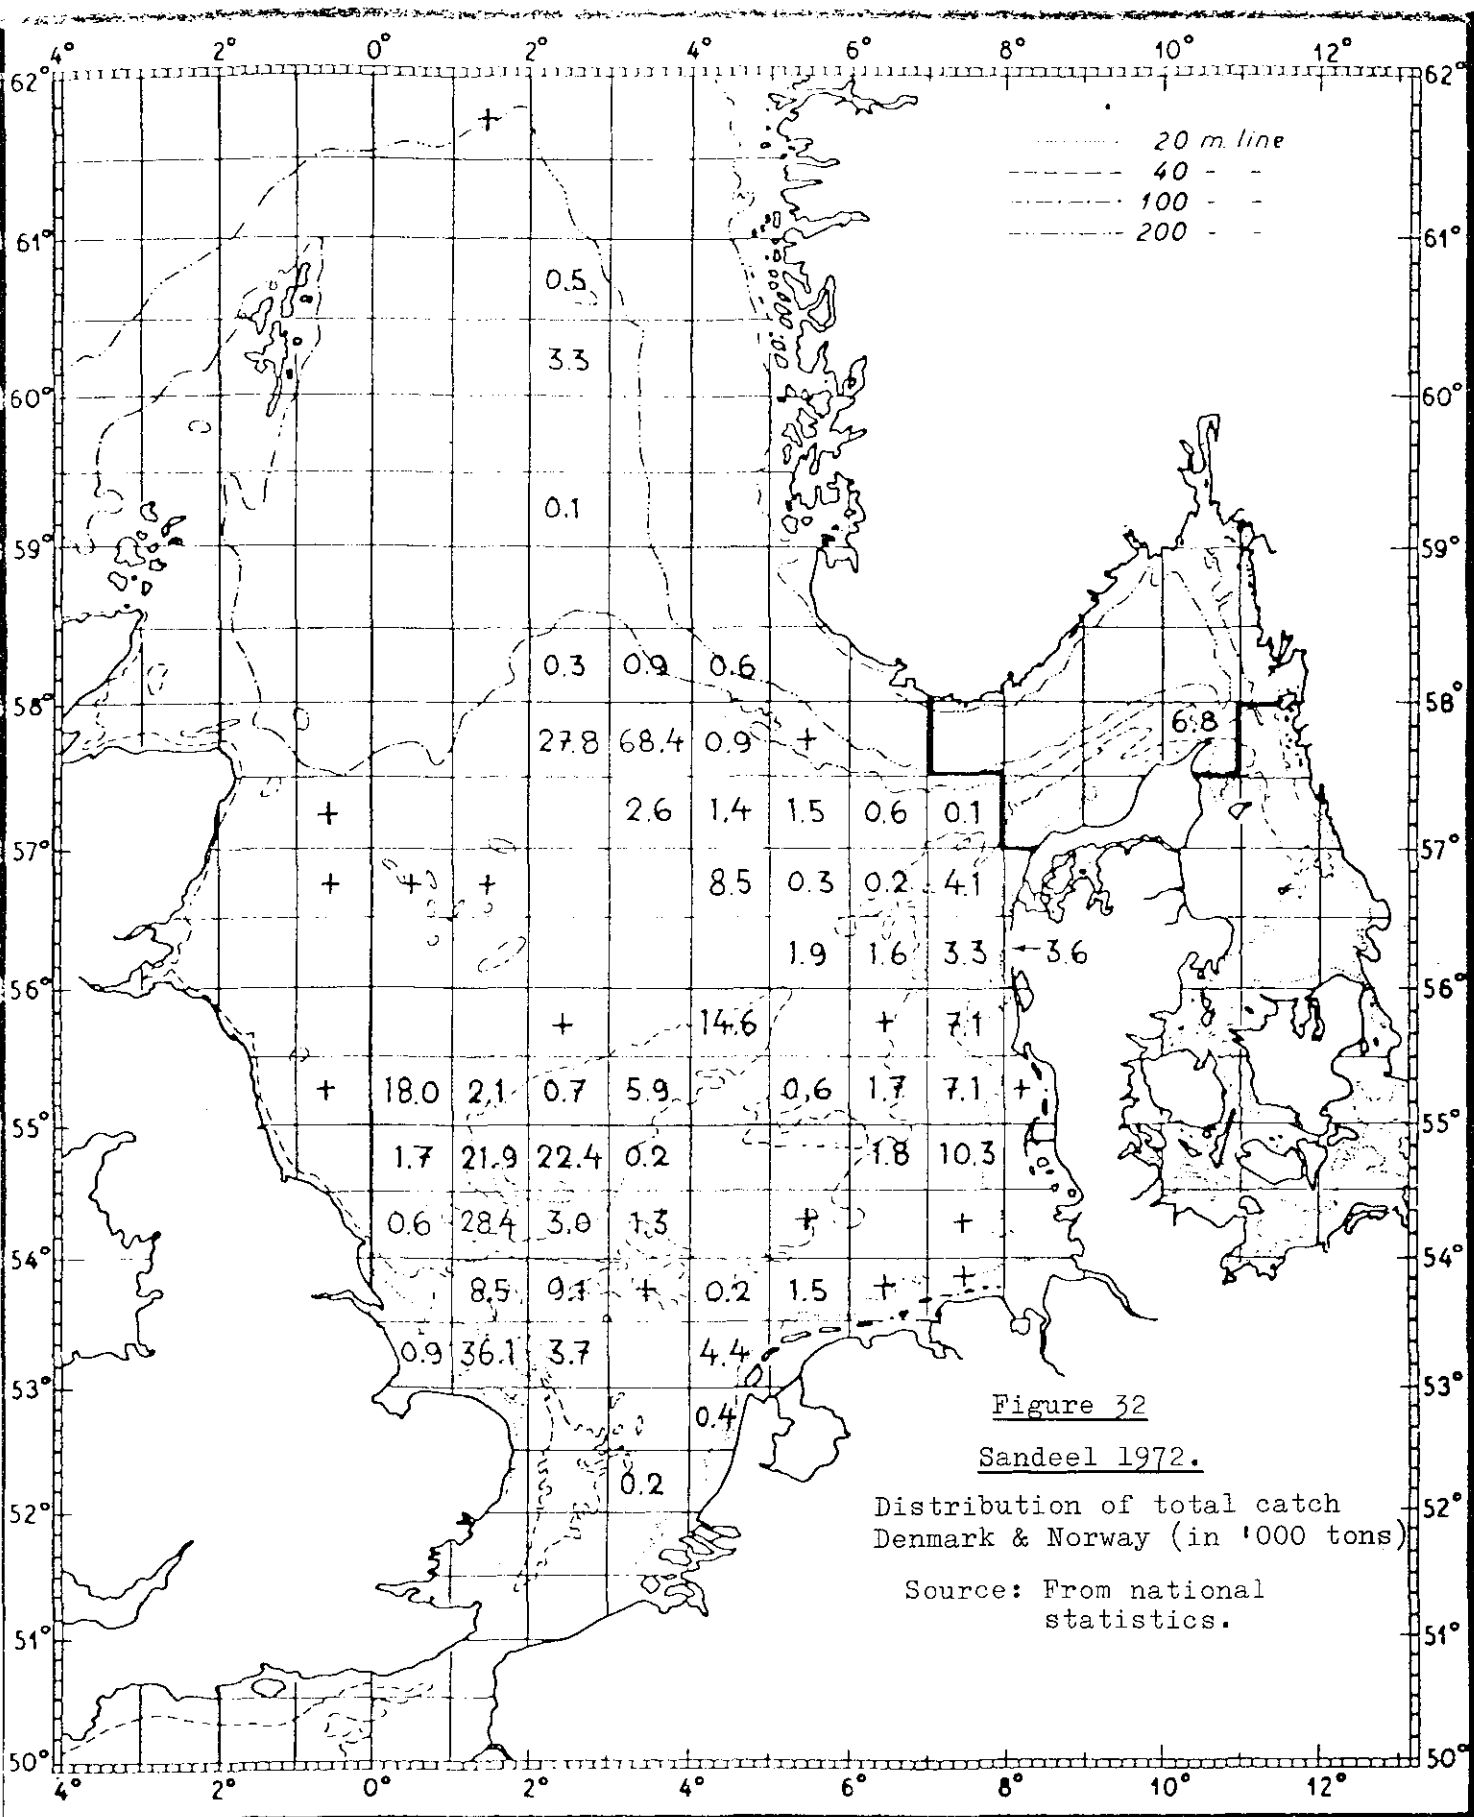 4° 2° 0° 2° 4° 6° 8° 10° 12°
62° 62°
+
20 m. line
40 - -
100 - -
200 - -
61° 61°
0.5
3.3
60° 60°
0.1
59° 59°
0.3 0.9 0.6
58° 58°
27.8 68.4 0.9 + 6.8
+ 2.6 1.4 1.5 0.6 0.1
57° 57°
+ + + 8.5 0.3 0.2 4.1
1.9 1.6 3.3 ←3.6
56° 56°
+ 14.6 + 7.1
+ 18.0 2.1 0.7 5.9 0,6 1.7 7.1 +
55° 55°
1.7 21.9 22.4 0.2 1.8 10.3
0.6 28.4 3.0 1.3 + +
54° 54°
8.5 9.1 + 0.2 1.5 + +
0.9 36.1 3.7 4.4
53° 53°
0.4
Figure 32
Sandeel 1972.
0.2
52° 52°
Distribution of total catch
Denmark & Norway (in '000 tons)
Source: From national
statistics.
51° 51°
50° 50°
4° 2° 0° 2° 4° 6° 8° 10° 12°